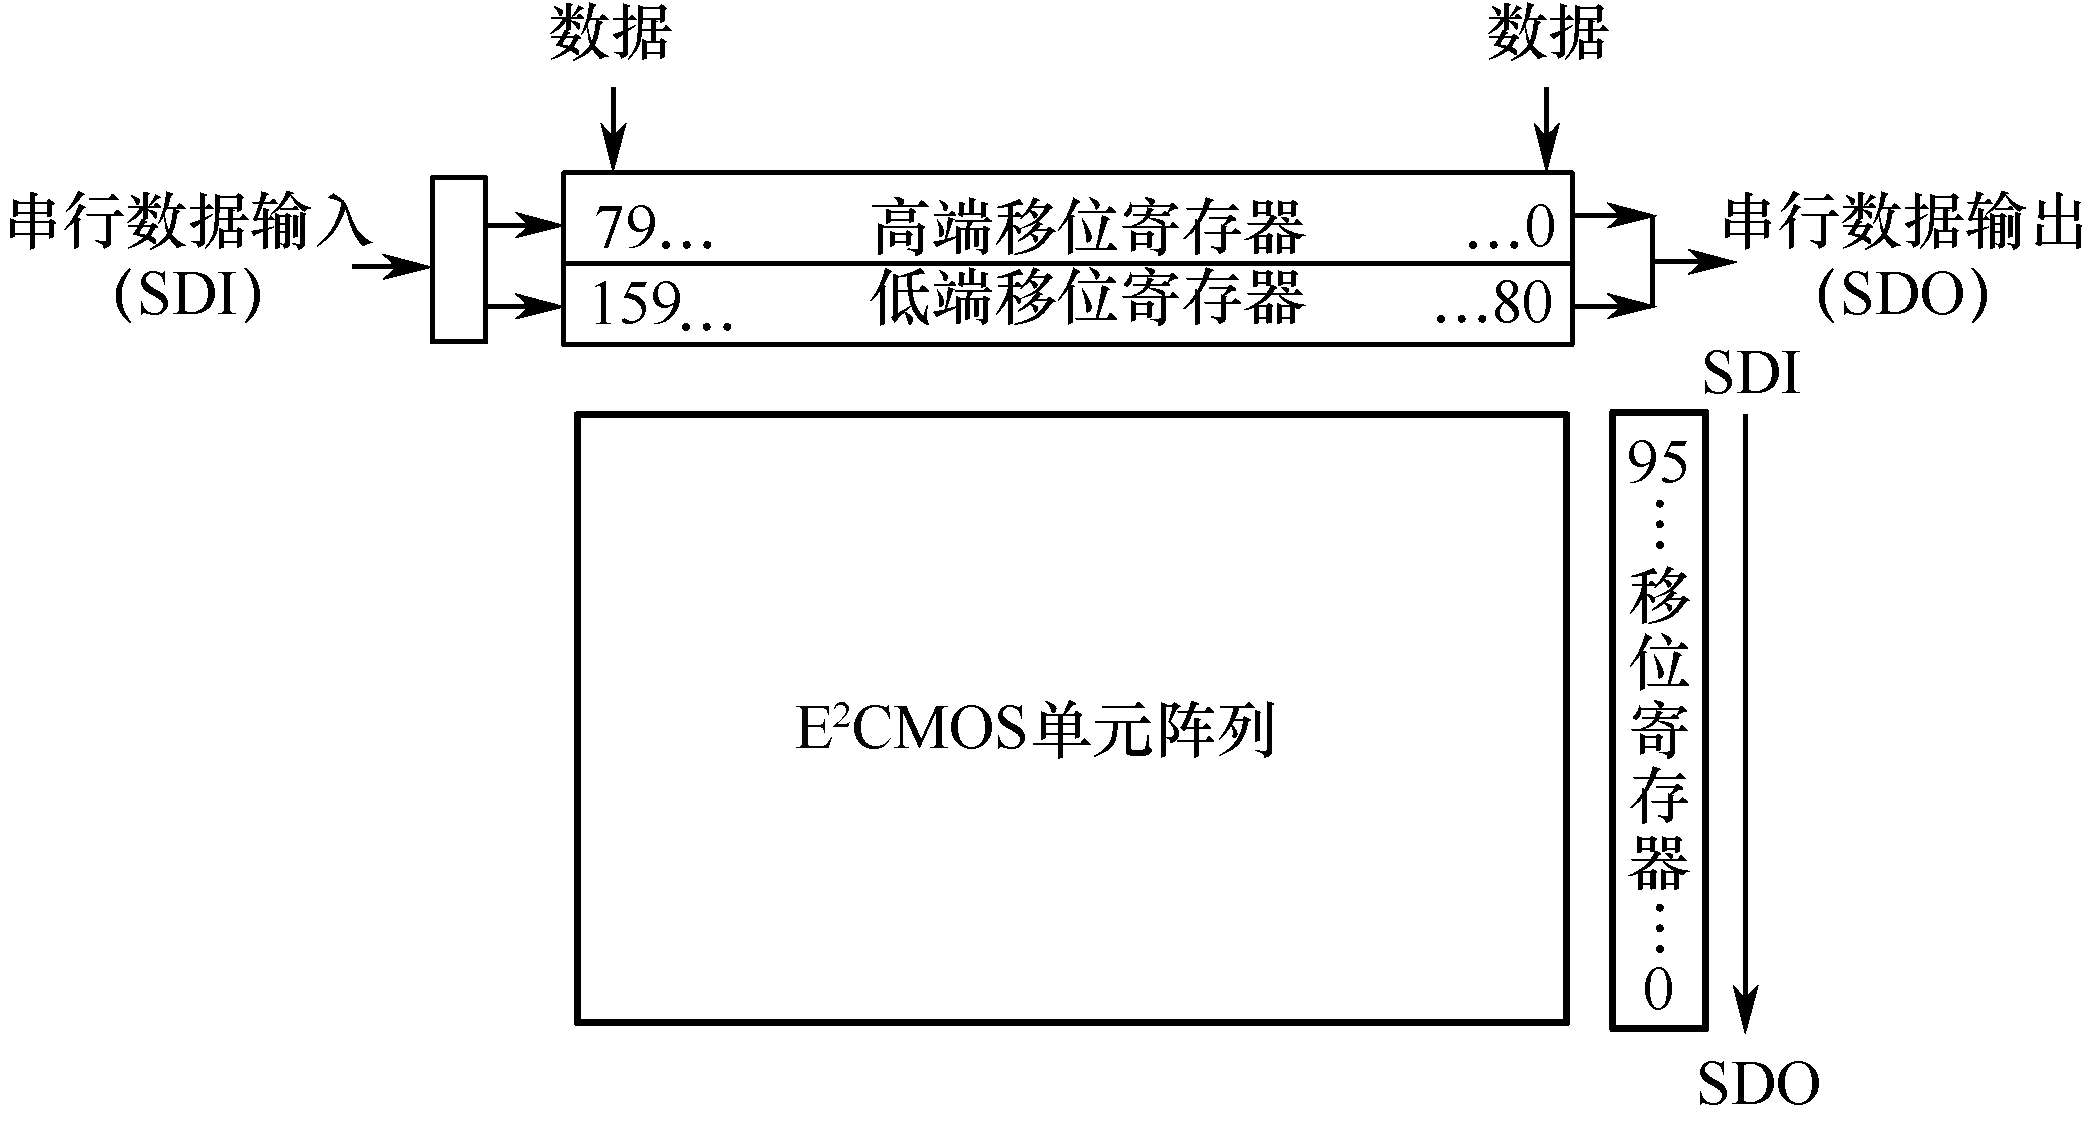 数据 数据
串行数据输入
(SDI)
79… 高端移位寄存器 …0
159… 低端移位寄存器 …80
串行数据输出
(SDO)
SDI
E²CMOS单元阵列
95
…
移
位
寄
存
器
…
0
SDO